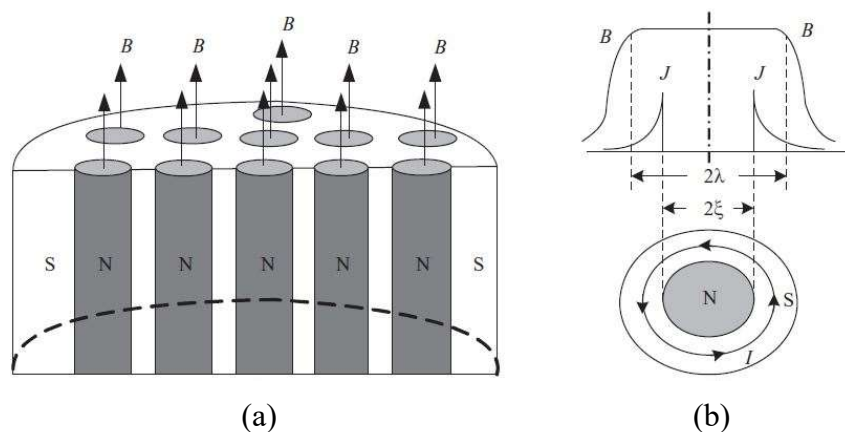 B B B B B B
S N N N N N S
(a)
B B
J J
2λ
2ξ
N S
I
(b)